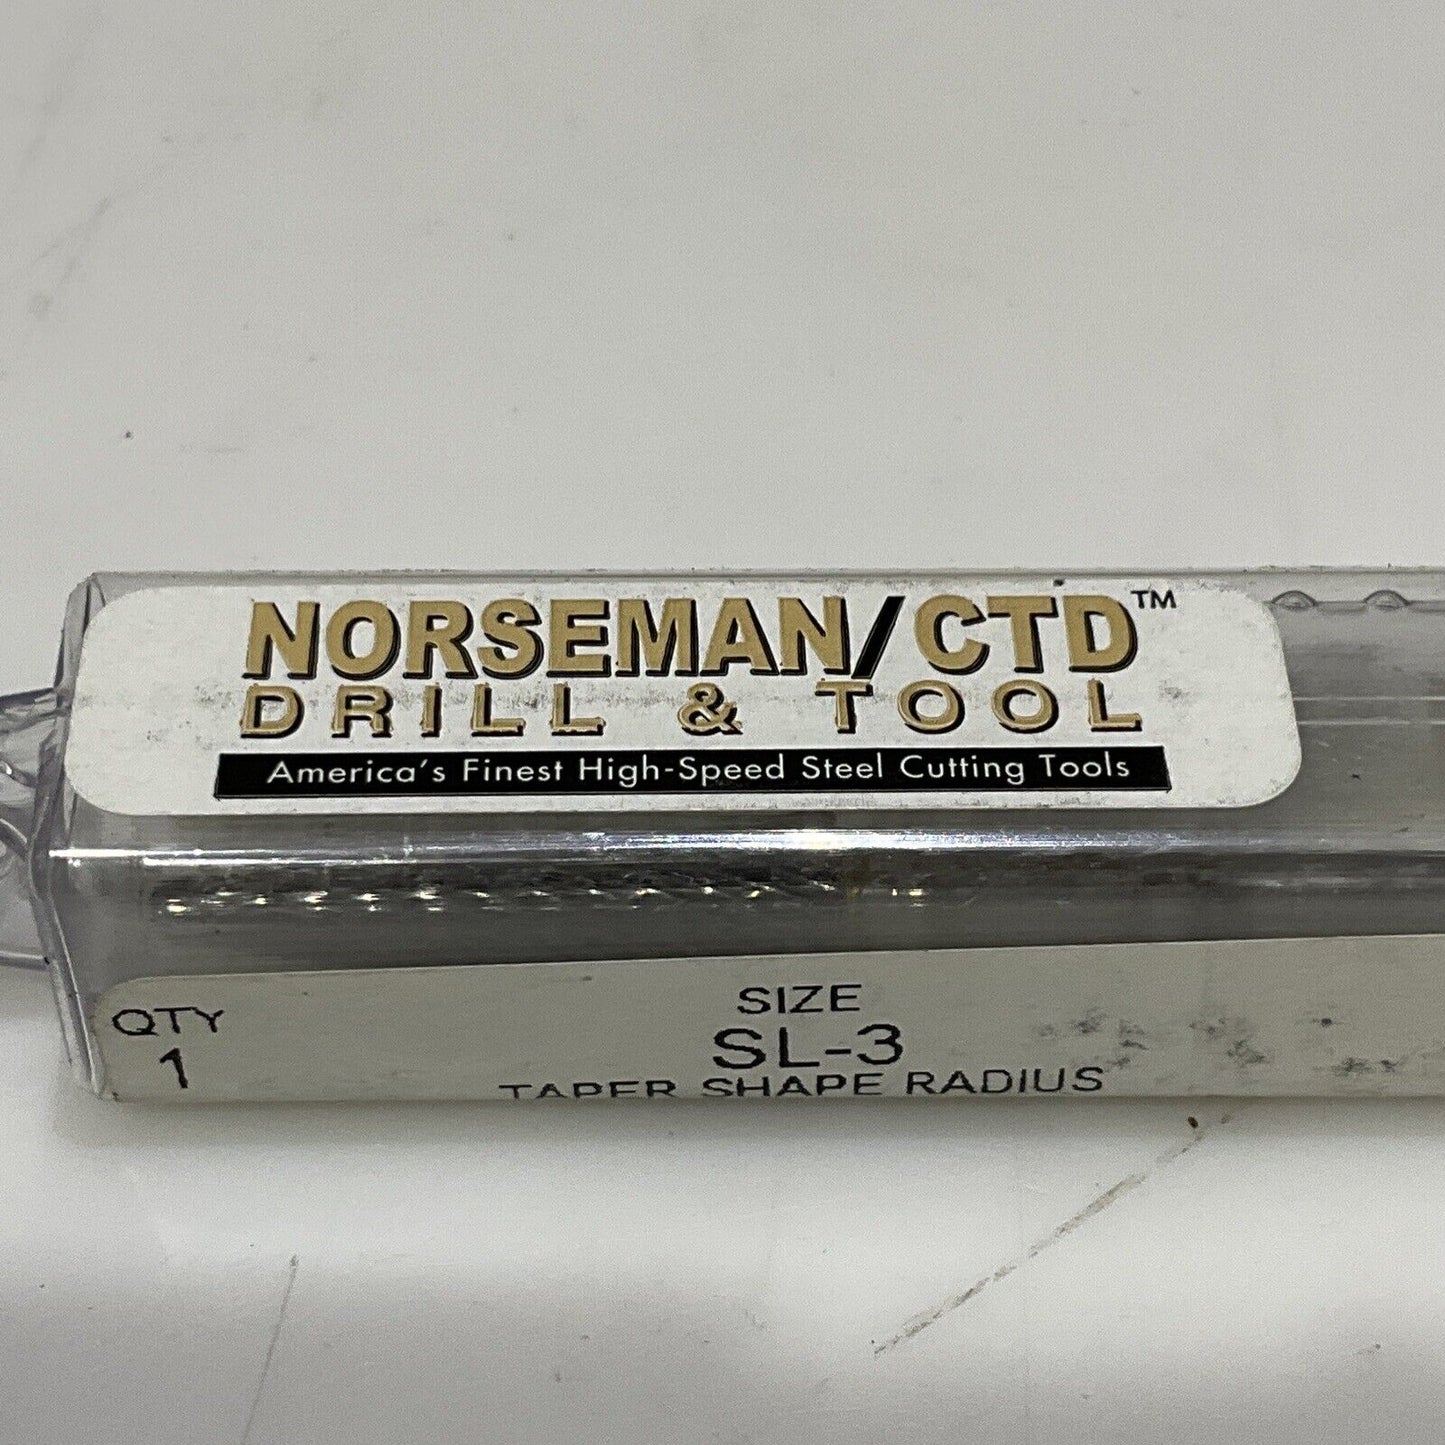 NORSEMAN/CTD™
DRILL & TOOL
America's Finest High-Speed Steel Cutting Tools
QTY
1
SIZE
SL-3
TAPER SHAPE RADIUS